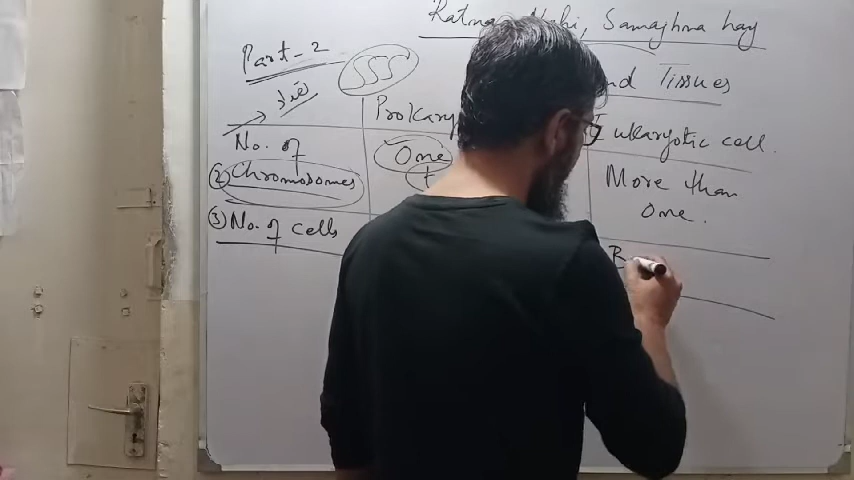 Ratna Nahi, Samajhna hay
Part-2
SSS
nd Tissues
Prokary
Eukaryotic cell.
No. of
② Chromosomes
One
More than
One.
③ No. of cells
B